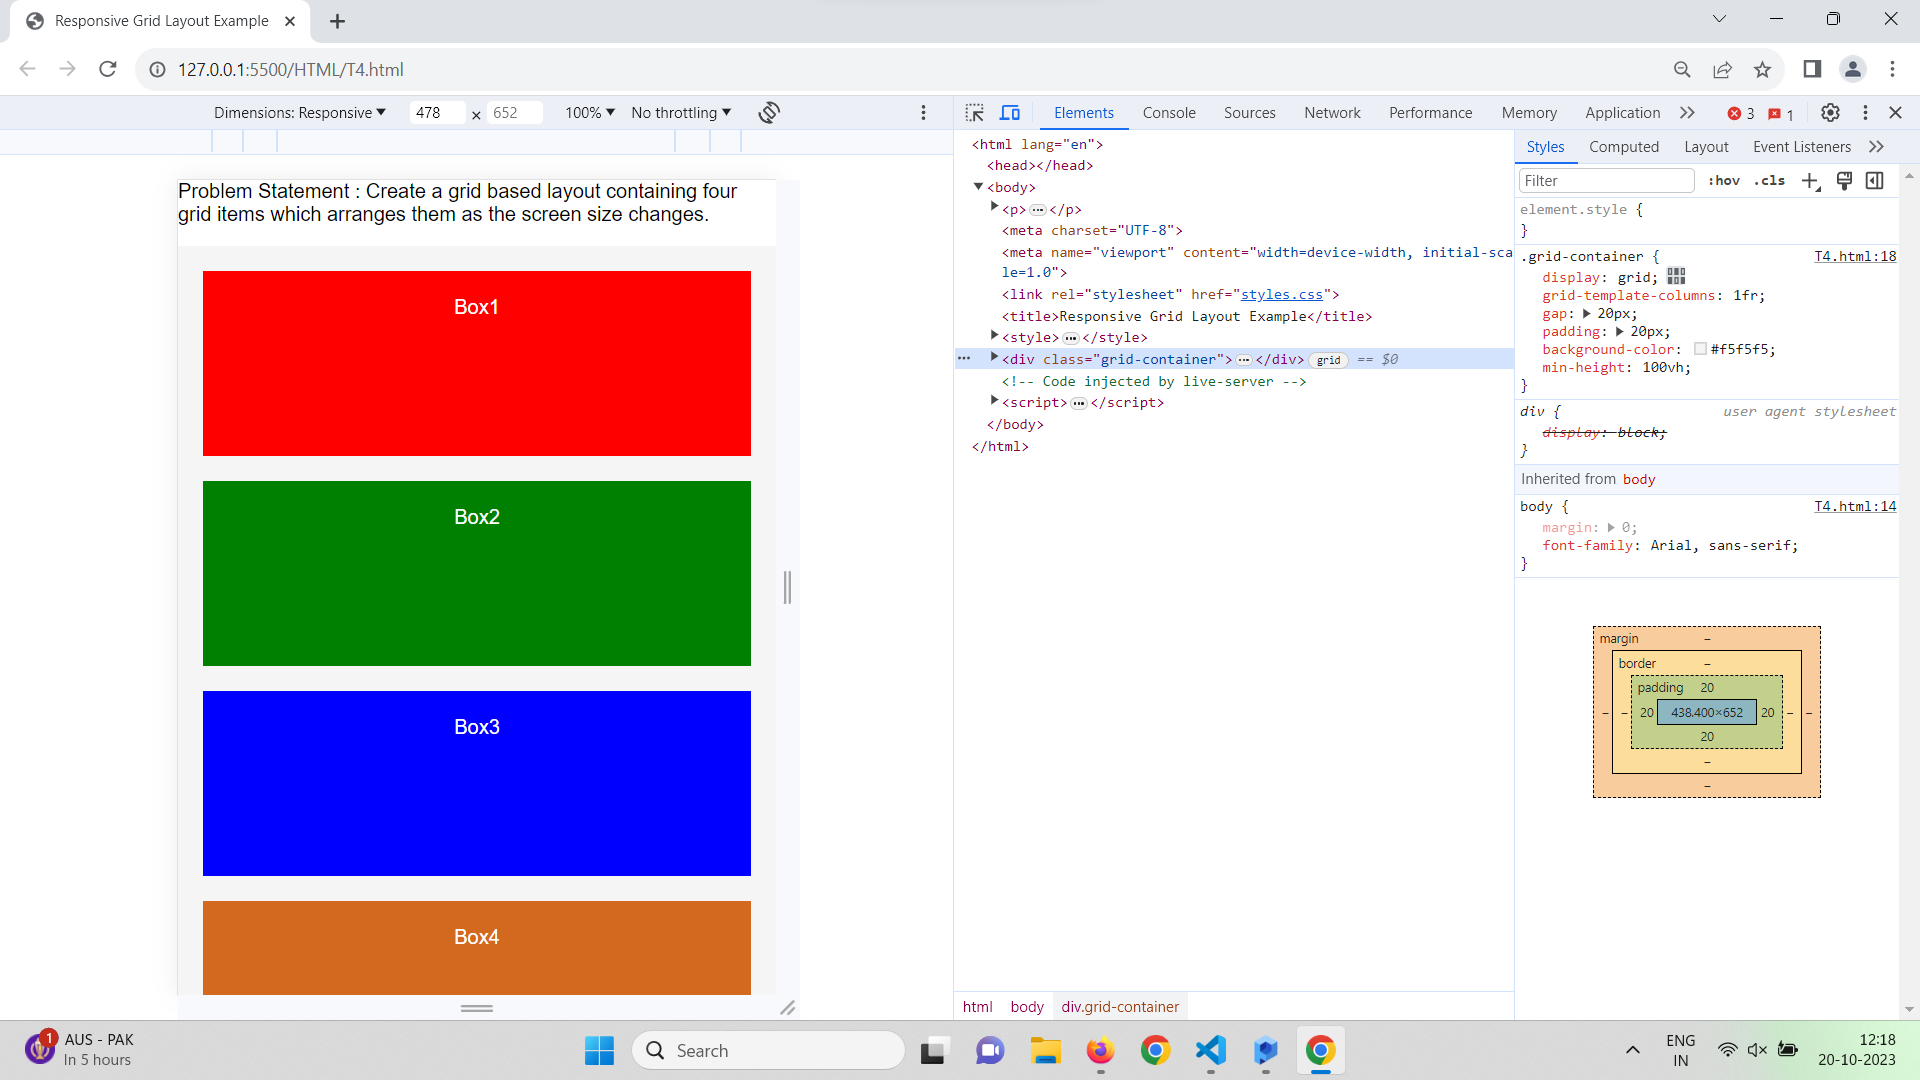 Responsive Grid Layout Example
127.0.0.1:5500/HTML/T4.html
Dimensions: Responsive 478 × 652 100% No throttling
Problem Statement : Create a grid based layout containing four
grid items which arranges them as the screen size changes.
Box1
Box2
Box3
Box4
Elements Console Sources Network Performance Memory Application 3 1
<html lang="en">
<head></head>
<body>
<p>…</p>
<meta charset="UTF-8">
<meta name="viewport" content="width=device-width, initial-sca
le=1.0">
<link rel="stylesheet" href="styles.css">
<title>Responsive Grid Layout Example</title>
<style>…</style>
<div class="grid-container">…</div> grid == $0
<!-- Code injected by live-server -->
<script>…</script>
</body>
</html>
html body div.grid-container
Styles Computed Layout Event Listeners
Filter :hov .cls
element.style {
}
.grid-container { T4.html:18
display: grid;
grid-template-columns: 1fr;
gap: 20px;
padding: 20px;
background-color: #f5f5f5;
min-height: 100vh;
}
div { user agent stylesheet
display: block;
}
Inherited from body
body { T4.html:14
margin: 0;
font-family: Arial, sans-serif;
}
margin –
border –
padding 20
– – 20 438.400×652 20 – –
20
–
–
1 AUS - PAK
In 5 hours
Search
ENG
IN
12:18
20-10-2023